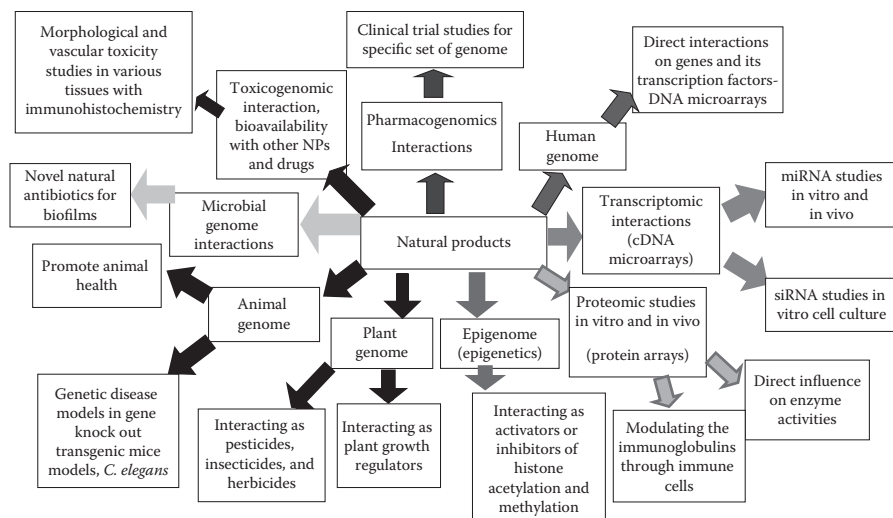 Morphological and
vascular toxicity
studies in various
tissues with
immunohistochemistry
Toxicogenomic
interaction,
bioavailability
with other NPs
and drugs
Clinical trial studies for
specific set of genome
Pharmacogenomics
Interactions
Human
genome
Direct interactions
on genes and its
transcription factors-
DNA microarrays
Novel natural
antibiotics for
biofilms
Microbial
genome
interactions
Natural products
Transcriptomic
interactions
(cDNA
microarrays)
miRNA studies
in vitro and
in vivo
siRNA studies in
vitro cell culture
Promote animal
health
Animal
genome
Plant
genome
Epigenome
(epigenetics)
Proteomic studies
in vitro and in vivo
(protein arrays)
Genetic disease
models in gene
knock out
transgenic mice
models, C. elegans
Interacting as
pesticides,
insecticides, and
herbicides
Interacting as
plant growth
regulators
Interacting as
activators or
inhibitors of
histone
acetylation and
methylation
Modulating the
immunoglobulins
through immune
cells
Direct influence
on enzyme
activities